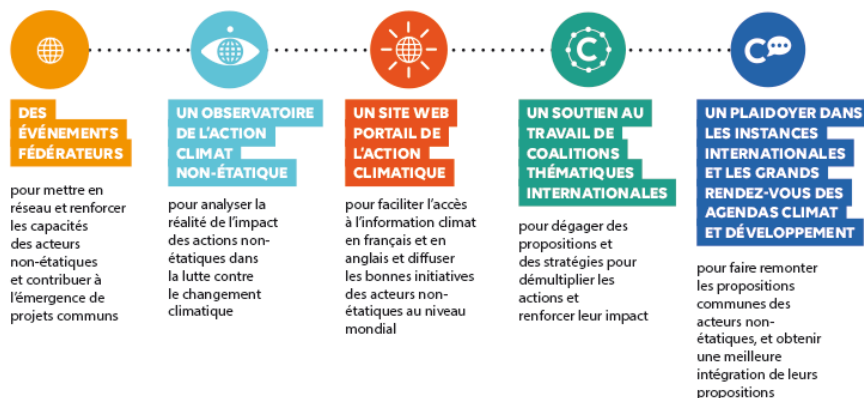 DES
ÉVÉNEMENTS
FÉDÉRATEURS
pour mettre en
réseau et renforcer
les capacités
des acteurs
non-étatiques
et contribuer à
l'émergence de
projets communs
UN OBSERVATOIRE
DE L'ACTION
CLIMAT
NON-ÉTATIQUE
pour analyser la
réalité de l'impact
des actions non-
étatiques dans
la lutte contre
le changement
climatique
UN SITE WEB
PORTAIL DE
L'ACTION
CLIMATIQUE
pour faciliter l'accès
à l'information climat
en français et en
anglais et diffuser
les bonnes initiatives
des acteurs non-
étatiques au niveau
mondial
C
UN SOUTIEN AU
TRAVAIL DE
COALITIONS
THÉMATIQUES
INTERNATIONALES
pour dégager des
propositions et
des stratégies pour
démultiplier les
actions et
renforcer leur impact
C
UN PLAIDOYER DANS
LES INSTANCES
INTERNATIONALES
ET LES GRANDS
RENDEZ-VOUS DES
AGENDAS CLIMAT
ET DÉVELOPPEMENT
pour faire remonter
les propositions
communes des
acteurs non-
étatiques, et obtenir
une meilleure
intégration de leurs
propositions